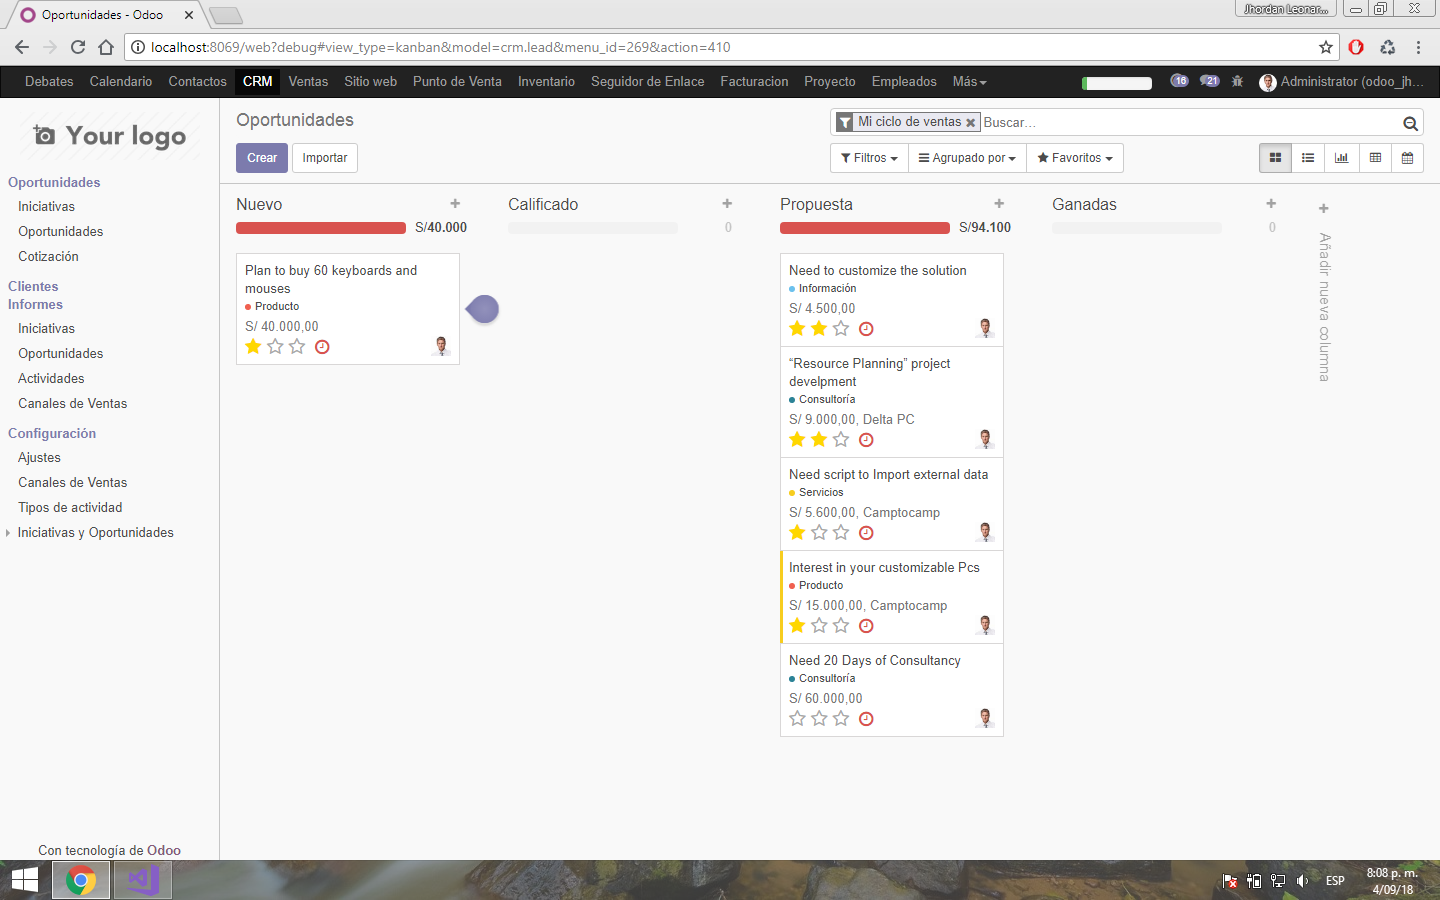 Oportunidades - Odoo
Jhordan Leonar...
localhost:8069/web?debug#view_type=kanban&model=crm.lead&menu_id=269&action=410
Debates Calendario Contactos CRM Ventas Sitio web Punto de Venta Inventario Seguidor de Enlace Facturacion Proyecto Empleados Más 16 21 Administrator (odoo_jh...
Your logo
Oportunidades
Iniciativas
Oportunidades
Cotización
Clientes
Informes
Iniciativas
Oportunidades
Actividades
Canales de Ventas
Configuración
Ajustes
Canales de Ventas
Tipos de actividad
Iniciativas y Oportunidades
Con tecnología de Odoo
Oportunidades
Mi ciclo de ventas Buscar...
Crear Importar
Filtros Agrupado por Favoritos
Nuevo
S/40.000
Plan to buy 60 keyboards and
mouses
Producto
S/ 40.000,00
Calificado
0
Propuesta
S/94.100
Need to customize the solution
Información
S/ 4.500,00
“Resource Planning” project
develpment
Consultoría
S/ 9.000,00, Delta PC
Need script to Import external data
Servicios
S/ 5.600,00, Camptocamp
Interest in your customizable Pcs
Producto
S/ 15.000,00, Camptocamp
Need 20 Days of Consultancy
Consultoría
S/ 60.000,00
Ganadas
0
Añadir nueva columna
ESP
8:08 p. m.
4/09/18